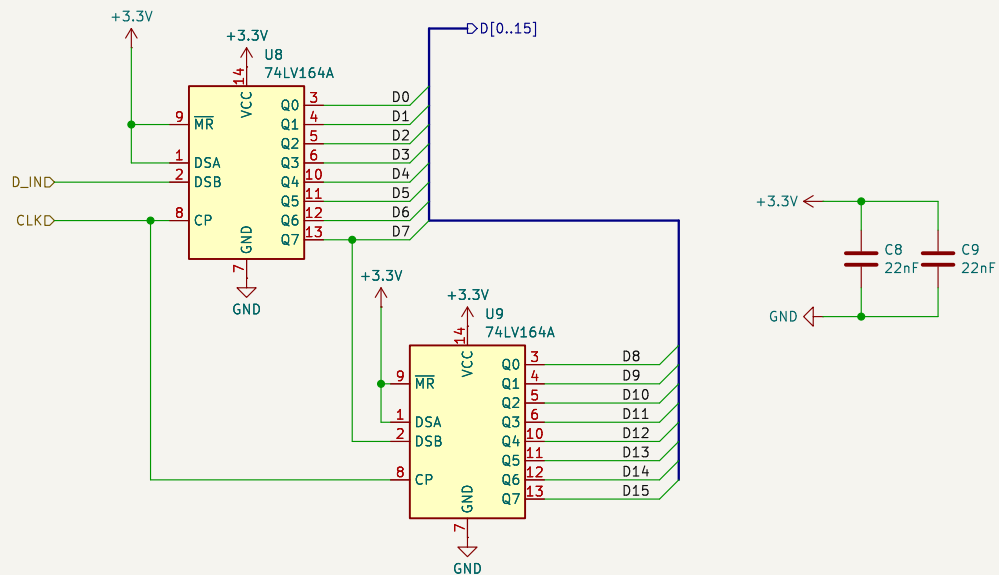 +3.3V
+3.3V
U8
74LV164A
14
VCC
9 MR
1 DSA
D_IN 2 DSB
CLK 8 CP
GND
7
GND
Q0 3 D0
Q1 4 D1
Q2 5 D2
Q3 6 D3
Q4 10 D4
Q5 11 D5
Q6 12 D6
Q7 13 D7
D[0..15]
+3.3V
+3.3V
U9
74LV164A
14
VCC
9 MR
1 DSA
2 DSB
8 CP
GND
7
GND
Q0 3 D8
Q1 4 D9
Q2 5 D10
Q3 6 D11
Q4 10 D12
Q5 11 D13
Q6 12 D14
Q7 13 D15
+3.3V
C8
22nF
C9
22nF
GND